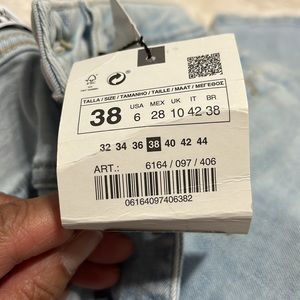 TALLA / SIZE / TAMANHO / TAILLE / MAAT / ΜΕΓΕΘΟΣ
38 USA MEX UK IT BR
6 28 10 42 38
32 34 36 38 40 42 44
ART.: 6164 / 097 / 406
06164097406382